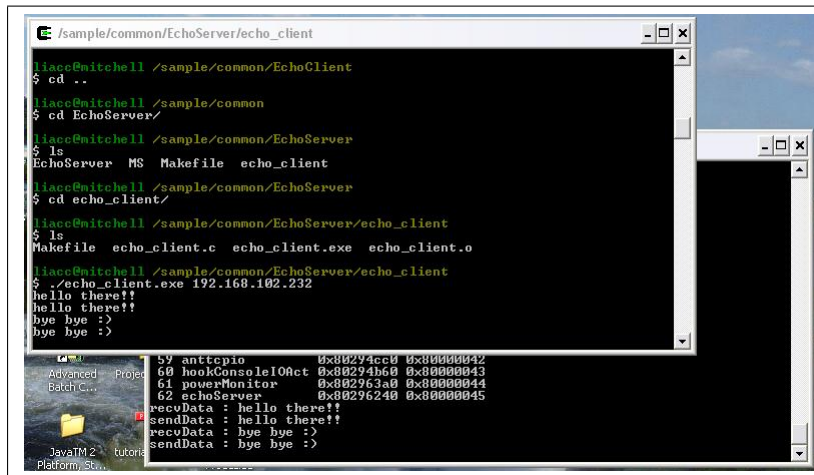 /sample/common/EchoServer/echo_client
liacc@mitchell /sample/common/EchoClient
$ cd ..
liacc@mitchell /sample/common
$ cd EchoServer/
liacc@mitchell /sample/common/EchoServer
$ ls
EchoServer MS Makefile echo_client
liacc@mitchell /sample/common/EchoServer
$ cd echo_client/
liacc@mitchell /sample/common/EchoServer/echo_client
$ ls
Makefile echo_client.c echo_client.exe echo_client.o
liacc@mitchell /sample/common/EchoServer/echo_client
$ ./echo_client.exe 192.168.102.232
hello there!!
hello there!!
bye bye :)
bye bye :)
59 anttcpio 0x80294cc0 0x80000042
60 hookConsoleIOAct 0x80294b60 0x80000043
61 powerMonitor 0x802963a0 0x80000044
62 echoServer 0x80296240 0x80000045
recvData : hello there!!
sendData : hello there!!
recvData : bye bye :)
sendData : bye bye :)
Advanced
Batch C...
Projec
JavaTM 2
Platform, St...
tutoria